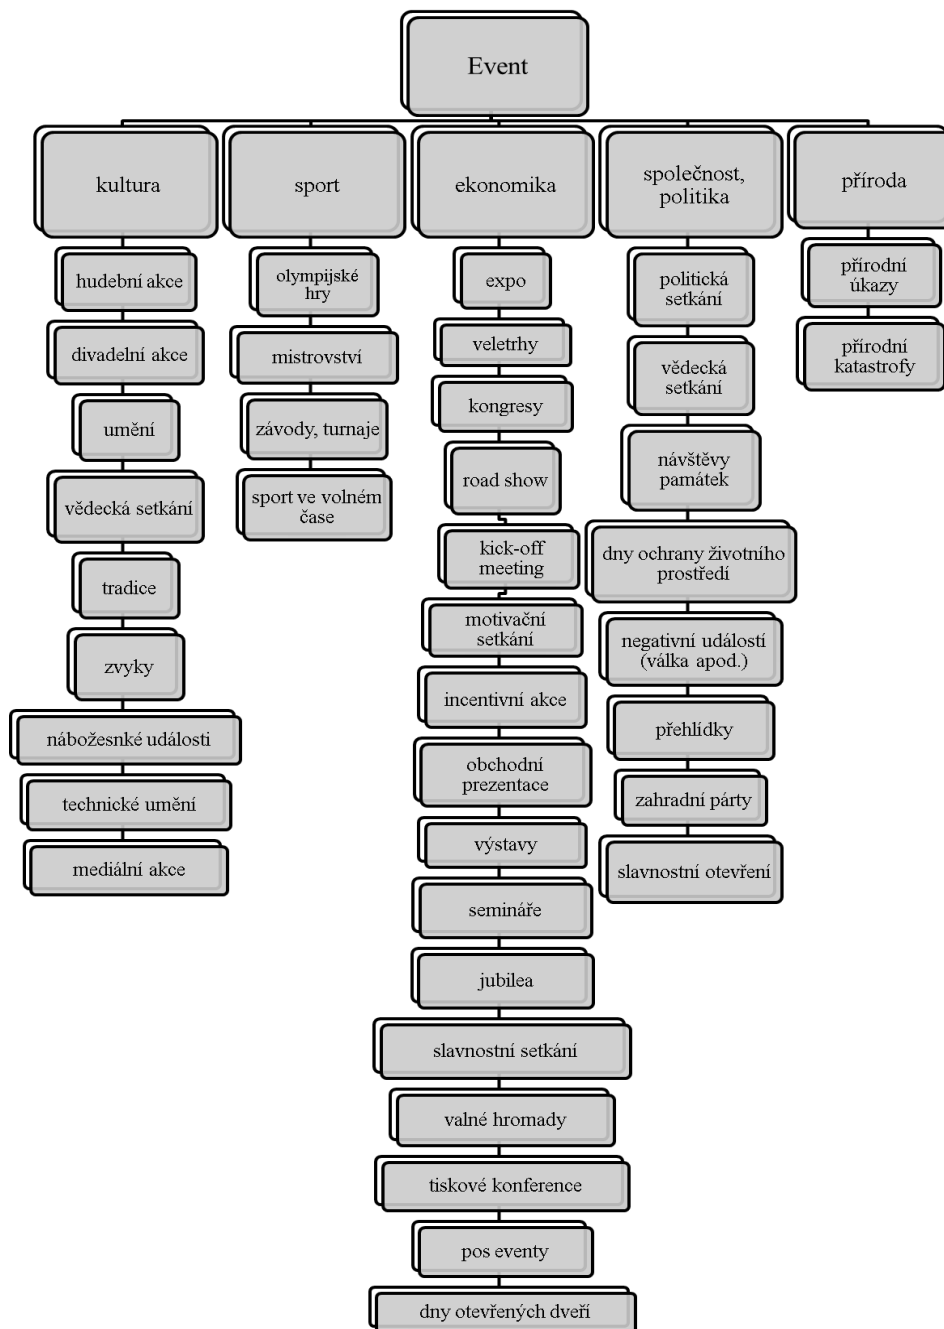 Event
kultura
hudební akce
divadelní akce
umění
vědecká setkání
tradice
zvyky
nábožesnké události
technické umění
mediální akce
sport
olympijské
hry
mistrovství
závody, turnaje
sport ve volném
čase
ekonomika
expo
veletrhy
kongresy
road show
kick-off
meeting
motivační
setkání
incentivní akce
obchodní
prezentace
výstavy
semináře
jubilea
slavnostní setkání
valné hromady
tiskové konference
pos eventy
dny otevřených dveří
společnost,
politika
politická
setkání
vědecká
setkání
návštěvy
památek
dny ochrany životního
prostředí
negativní událostí
(válka apod.)
přehlídky
zahradní párty
slavnostní otevření
příroda
přírodní
úkazy
přírodní
katastrofy